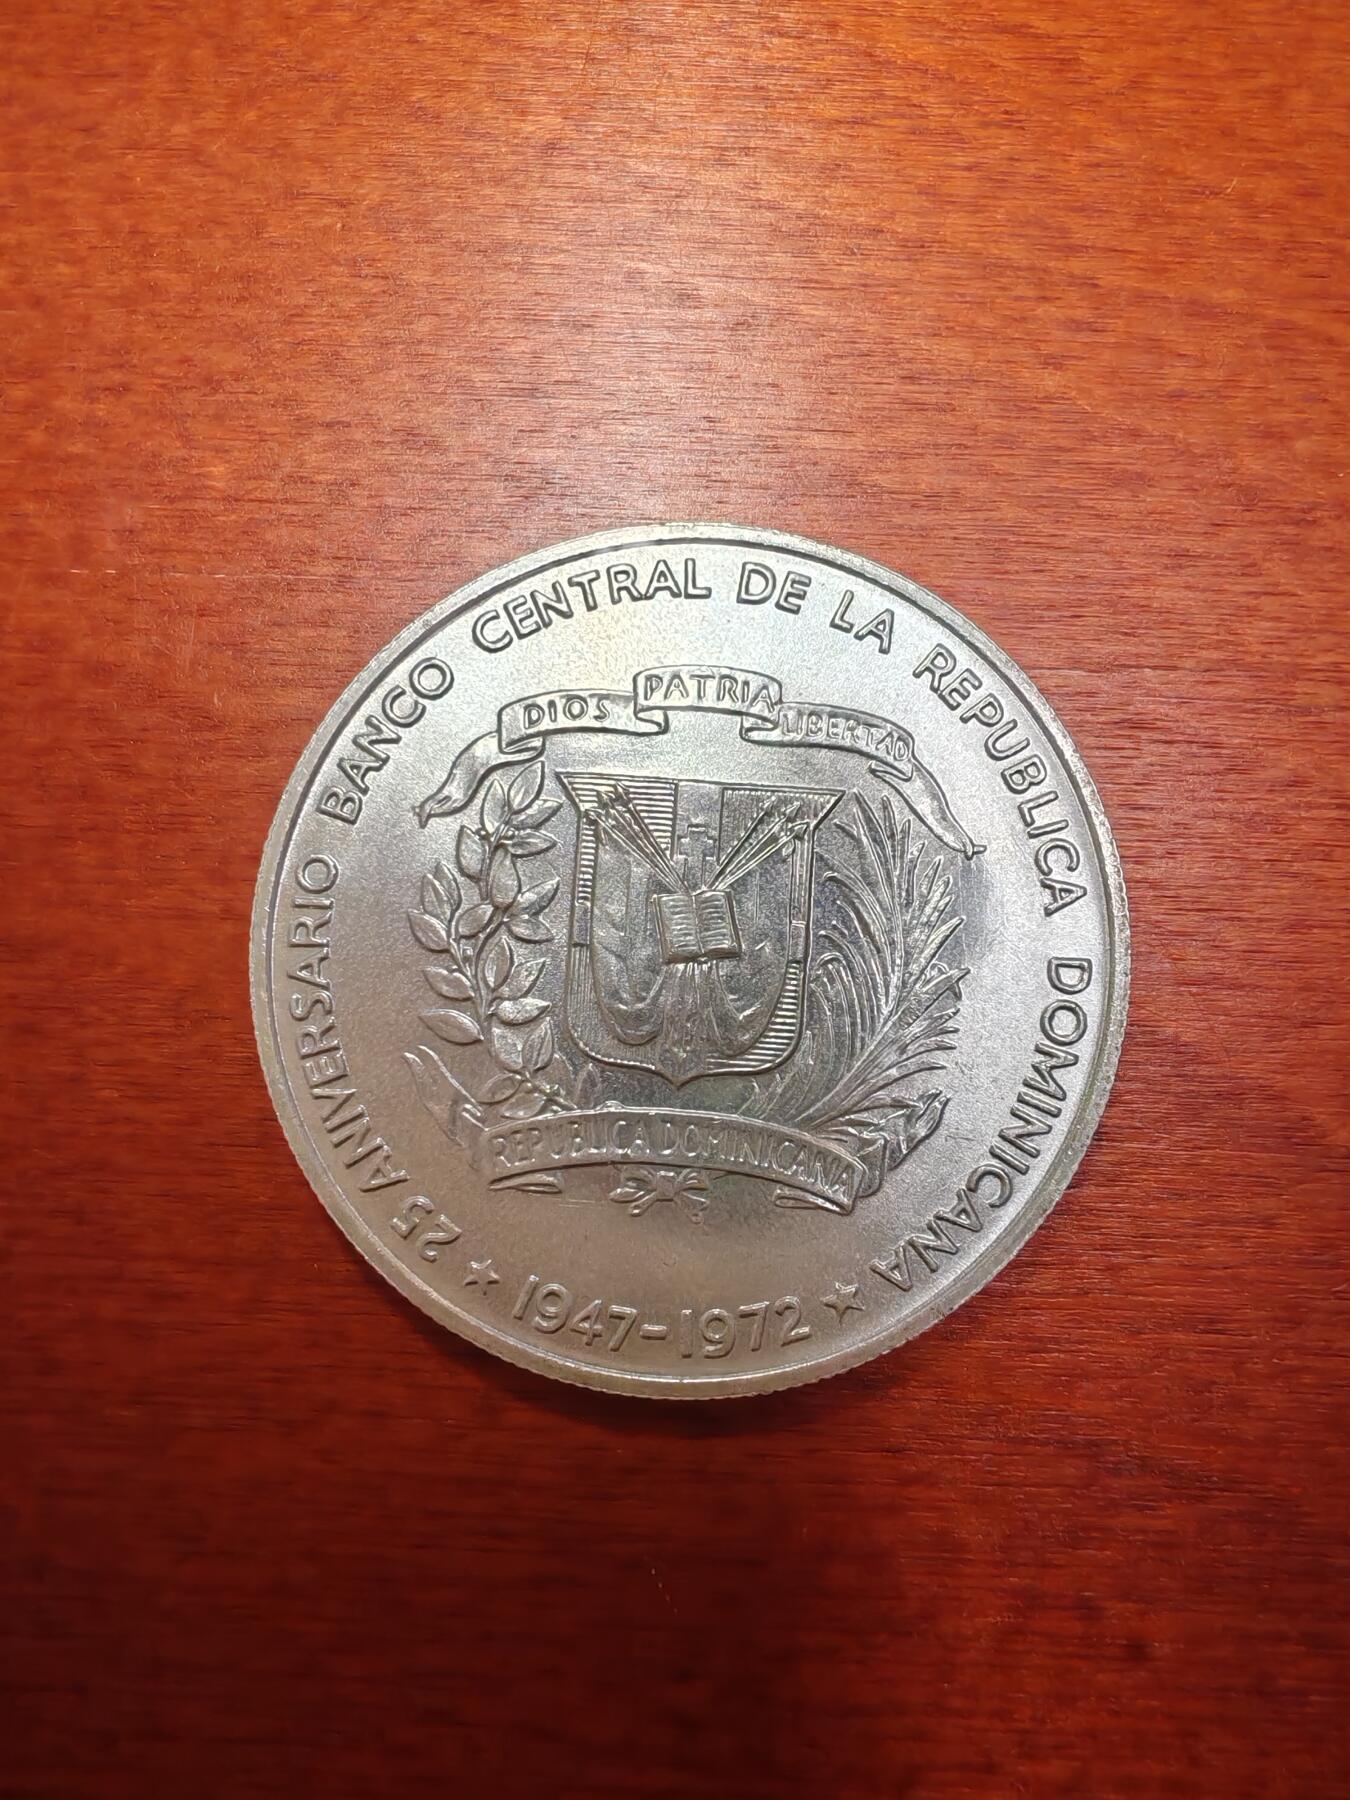 25 ANIVERSARIO BANCO CENTRAL DE LA REPUBLICA DOMINICANA
★ 1947-1972 ★
DIOS PATRIA LIBERTAD
REPUBLICA DOMINICANA